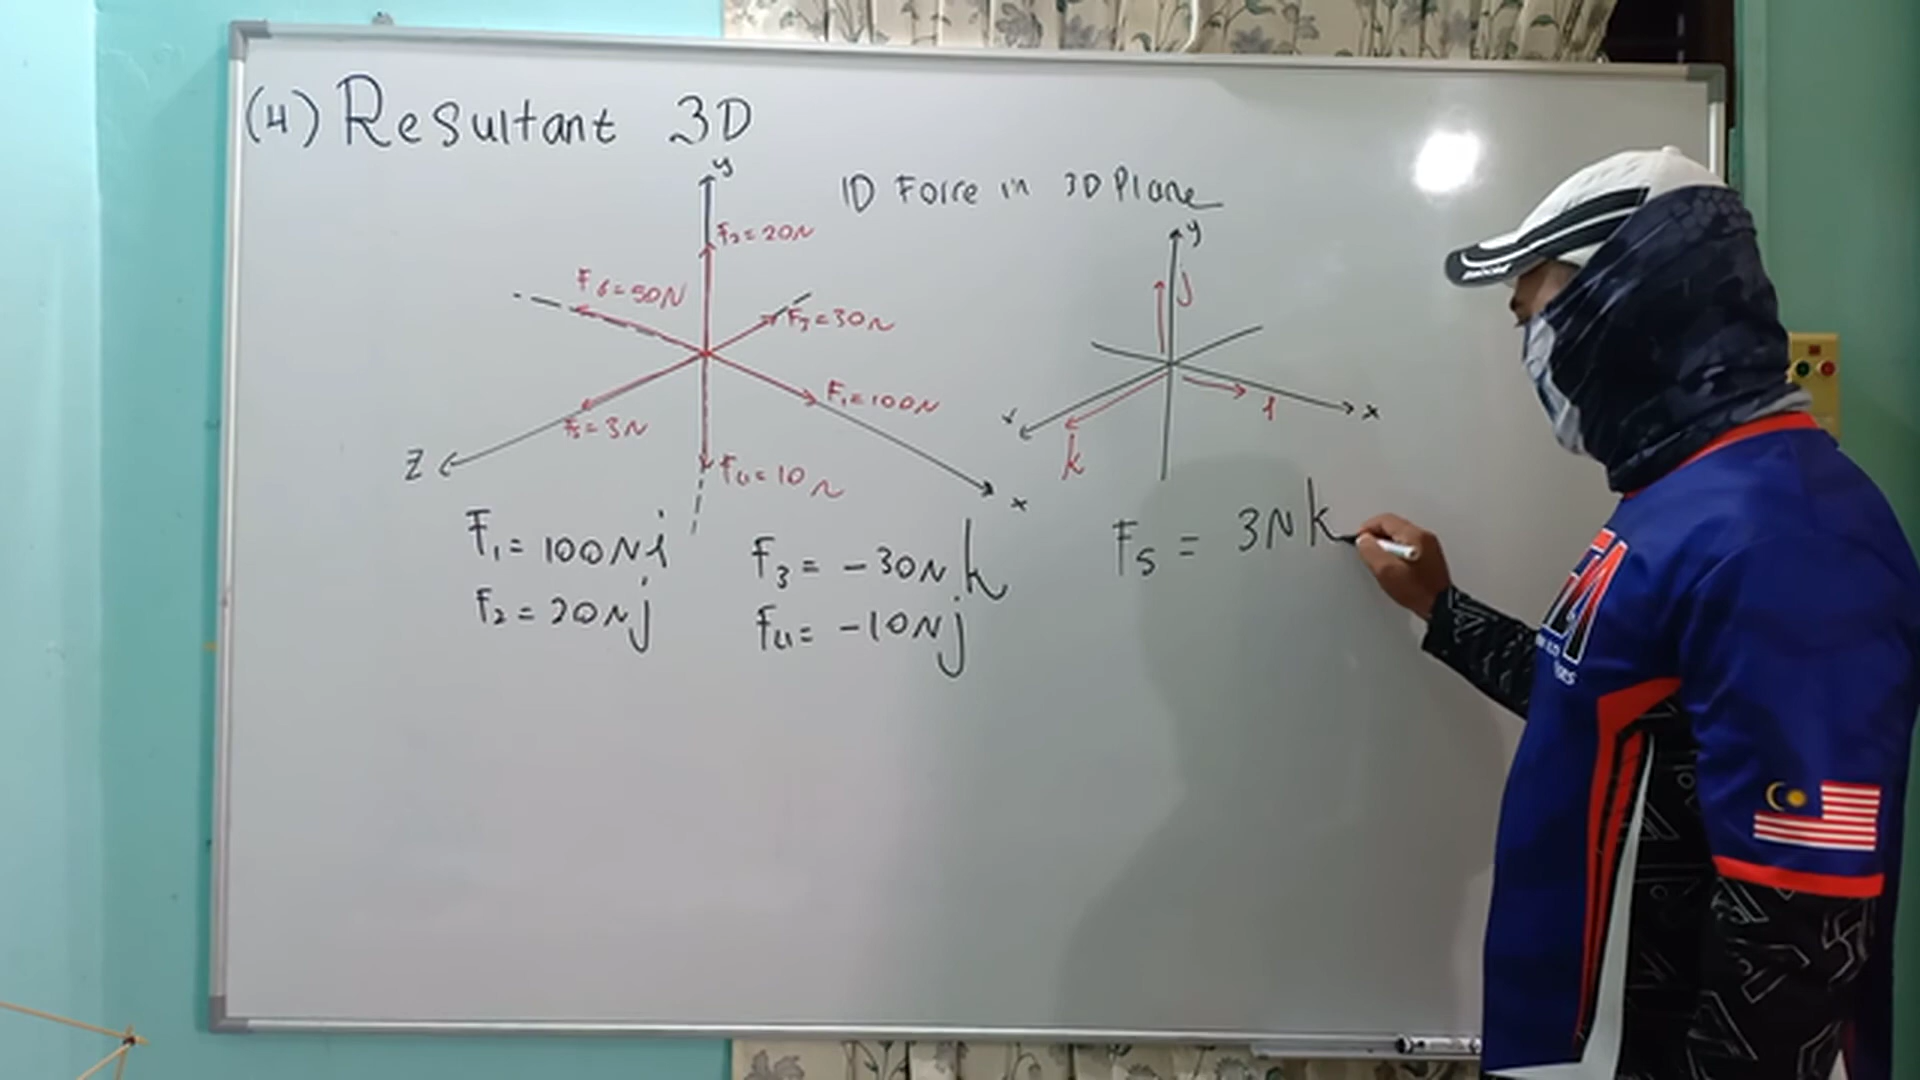 (4) Resultant 3D
1D Force in 3D Plane
y
F₂=20N
F₆=50N
F₃=30N
F₁=100N
F₅=3N
F₄=10N
Z
x
y
j
i
x
k
F₁ = 100N i
F₂ = 20N j
F₃ = -30N k
F₄ = -10N j
F₅ = 3N k